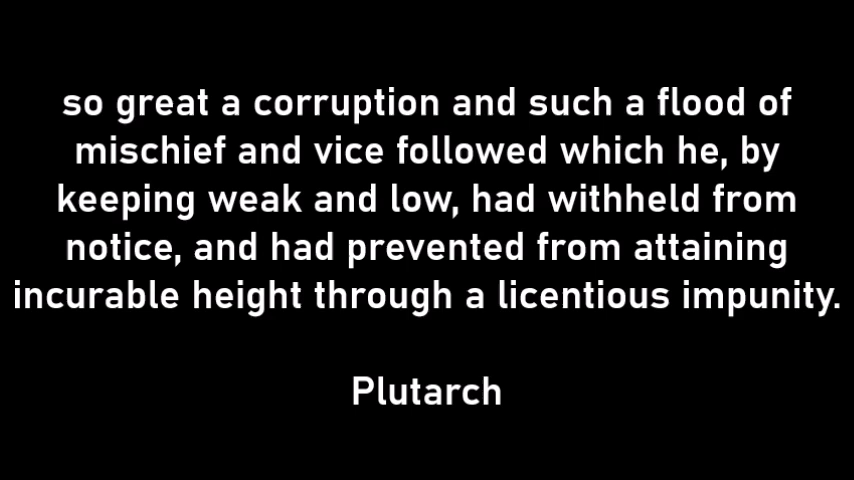 so great a corruption and such a flood of
mischief and vice followed which he, by
keeping weak and low, had withheld from
notice, and had prevented from attaining
incurable height through a licentious impunity.
Plutarch